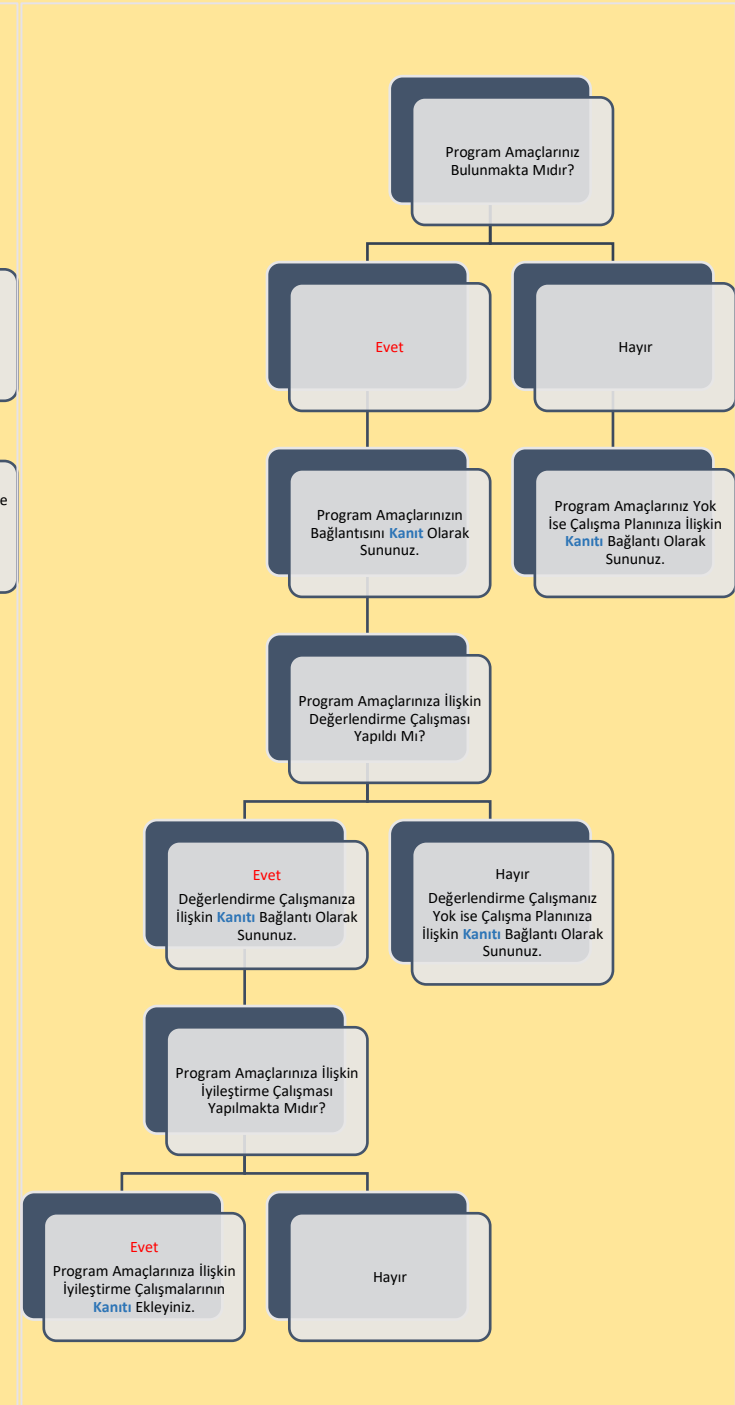 Program Amaçlarınız
Bulunmakta Mıdır?
Evet
Hayır
e
Program Amaçlarınızın
Bağlantısını Kanıt Olarak
Sununuz.
Program Amaçlarınız Yok
İse Çalışma Planınıza İlişkin
Kanıtı Bağlantı Olarak
Sununuz.
Program Amaçlarınıza İlişkin
Değerlendirme Çalışması
Yapıldı Mı?
Evet
Değerlendirme Çalışmanıza
İlişkin Kanıtı Bağlantı Olarak
Sununuz.
Hayır
Değerlendirme Çalışmanız
Yok ise Çalışma Planınıza
İlişkin Kanıtı Bağlantı Olarak
Sununuz.
Program Amaçlarınıza İlişkin
İyileştirme Çalışması
Yapılmakta Mıdır?
Evet
Program Amaçlarınıza İlişkin
İyileştirme Çalışmalarının
Kanıtı Ekleyiniz.
Hayır